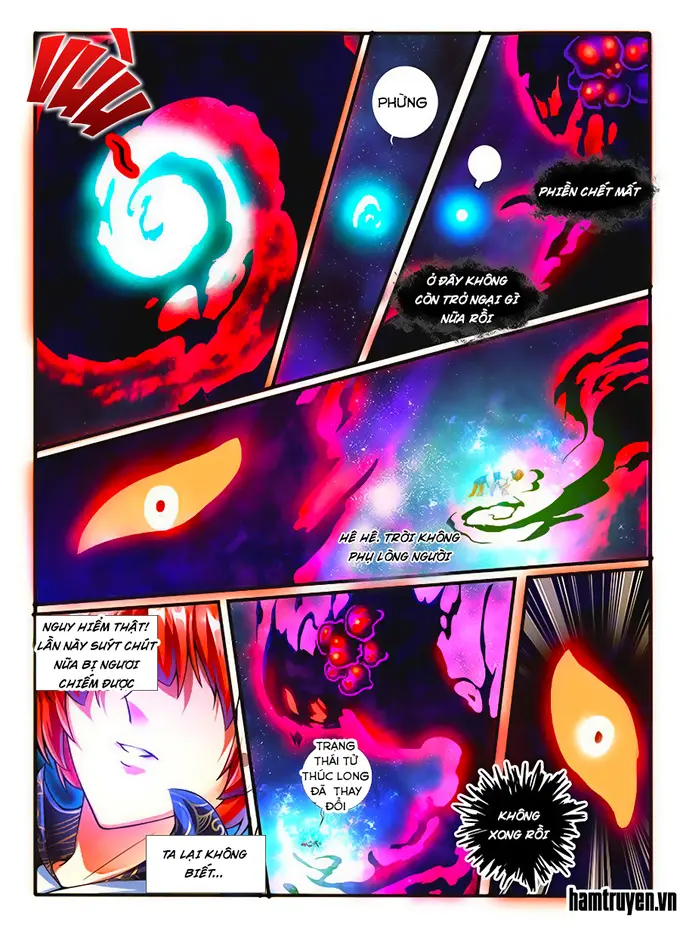 VÙÙ
PHỪNG
PHIỀN CHẾT MẤT
Ở ĐÂY KHÔNG
CÒN TRỞ NGẠI GÌ
NỮA RỒI
HÊ HÊ. TRỜI KHÔNG
PHỤ LÒNG NGƯỜI
NGUY HIỂM THẬT!
LẦN NÀY SUÝT CHÚT
NỮA BỊ NGƯƠI
CHIẾM ĐƯỢC
TRẠNG
THÁI TỬ
THÚC LONG
ĐÃ THAY
ĐỔI
KHÔNG
XONG RỒI
TA LẠI KHÔNG
BIẾT...
hamtruyen.vn